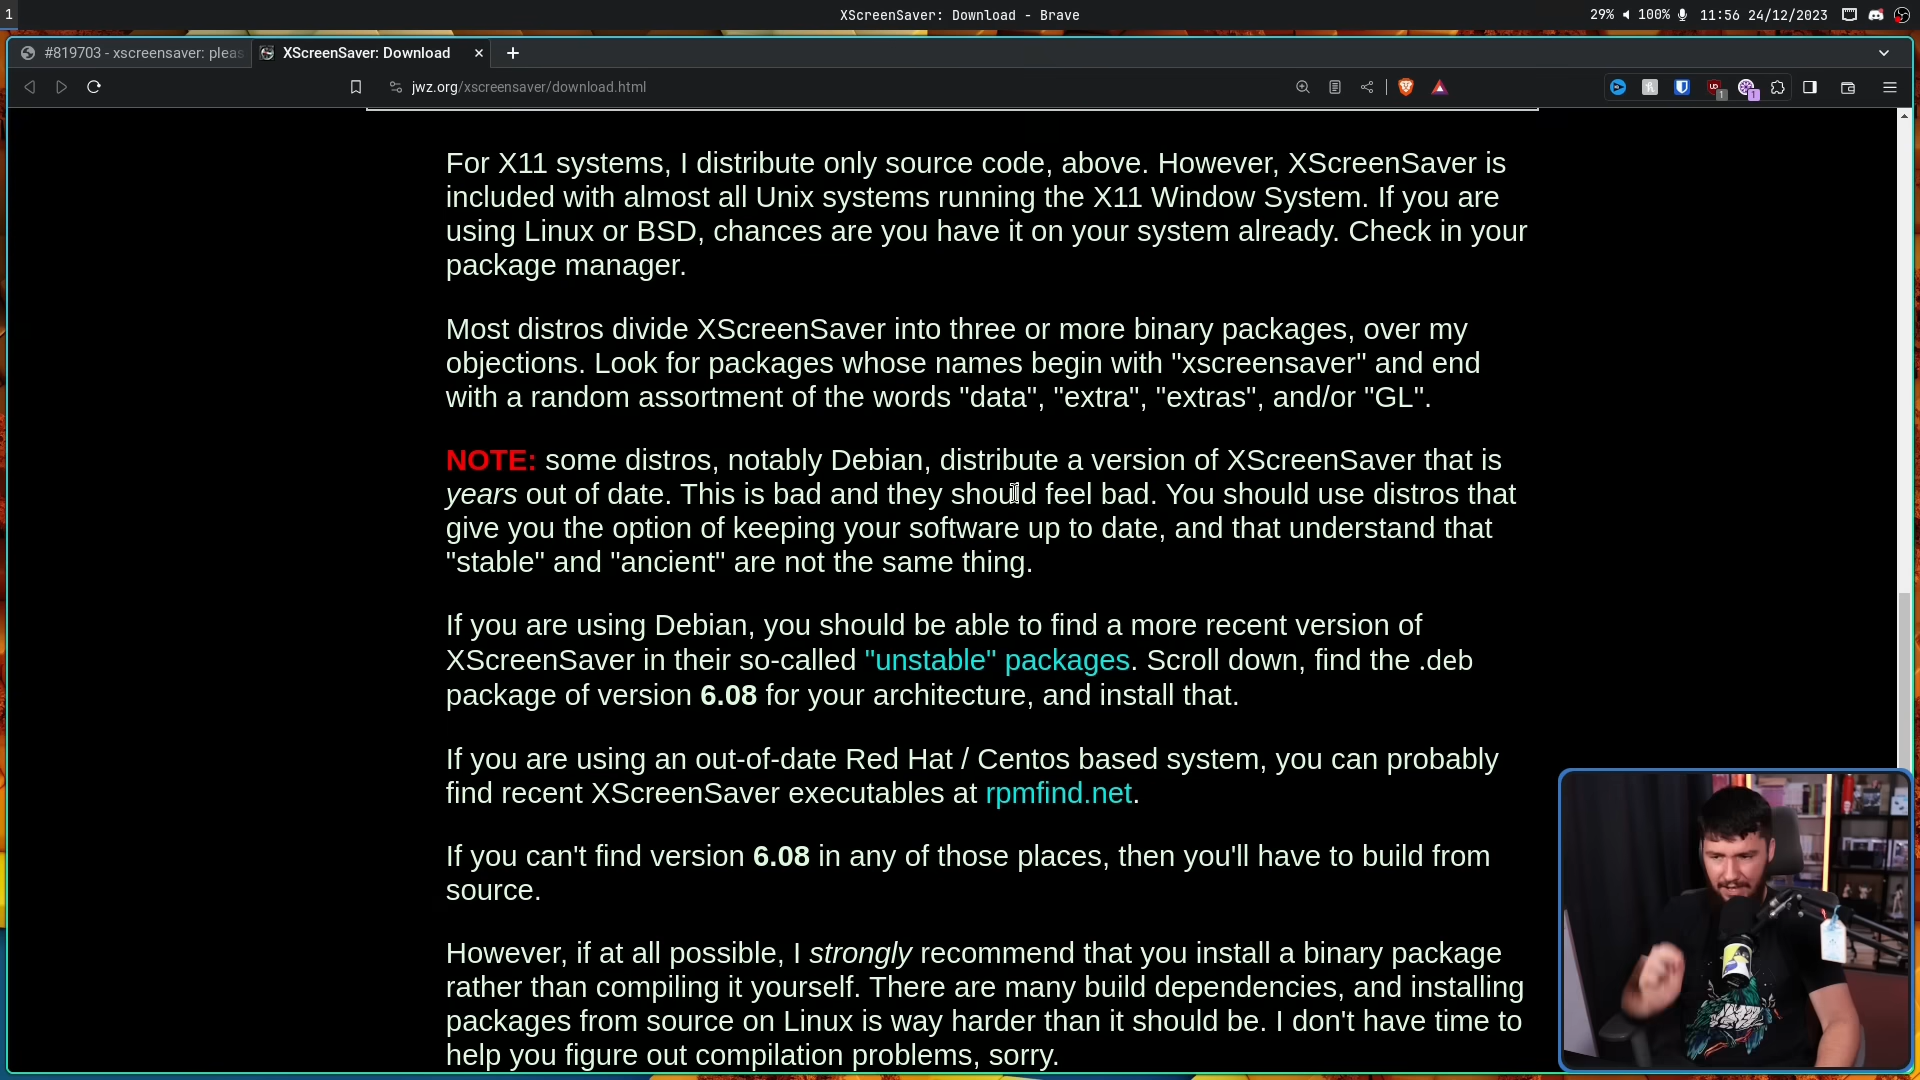 1
XScreenSaver: Download - Brave
29% 100% 11:56 24/12/2023
#819703 - xscreensaver: pleas
XScreenSaver: Download
jwz.org/xscreensaver/download.html
1
1
For X11 systems, I distribute only source code, above. However, XScreenSaver is
included with almost all Unix systems running the X11 Window System. If you are
using Linux or BSD, chances are you have it on your system already. Check in your
package manager.
Most distros divide XScreenSaver into three or more binary packages, over my
objections. Look for packages whose names begin with "xscreensaver" and end
with a random assortment of the words "data", "extra", "extras", and/or "GL".
NOTE: some distros, notably Debian, distribute a version of XScreenSaver that is
years out of date. This is bad and they should feel bad. You should use distros that
give you the option of keeping your software up to date, and that understand that
"stable" and "ancient" are not the same thing.
If you are using Debian, you should be able to find a more recent version of
XScreenSaver in their so-called "unstable" packages. Scroll down, find the .deb
package of version 6.08 for your architecture, and install that.
If you are using an out-of-date Red Hat / Centos based system, you can probably
find recent XScreenSaver executables at rpmfind.net.
If you can't find version 6.08 in any of those places, then you'll have to build from
source.
However, if at all possible, I strongly recommend that you install a binary package
rather than compiling it yourself. There are many build dependencies, and installing
packages from source on Linux is way harder than it should be. I don't have time to
help you figure out compilation problems, sorry.